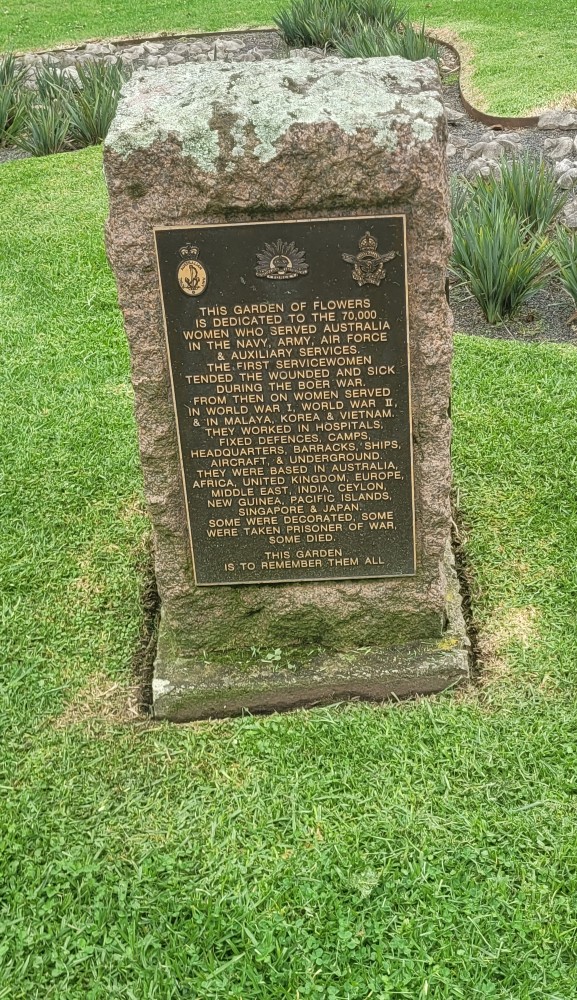 THIS GARDEN OF FLOWERS
IS DEDICATED TO THE 70,000
WOMEN WHO SERVED AUSTRALIA
IN THE NAVY, ARMY, AIR FORCE
& AUXILIARY SERVICES.
THE FIRST SERVICEWOMEN
TENDED THE WOUNDED AND SICK
DURING THE BOER WAR.
FROM THEN ON WOMEN SERVED
IN WORLD WAR I, WORLD WAR II,
& IN MALAYA, KOREA & VIETNAM.
THEY WORKED IN HOSPITALS,
FIXED DEFENCES, CAMPS,
HEADQUARTERS, BARRACKS, SHIPS,
AIRCRAFT, & UNDERGROUND.
THEY WERE BASED IN AUSTRALIA,
AFRICA, UNITED KINGDOM, EUROPE,
MIDDLE EAST, INDIA, CEYLON,
NEW GUINEA, PACIFIC ISLANDS,
SINGAPORE & JAPAN.
SOME WERE DECORATED, SOME
WERE TAKEN PRISONER OF WAR,
SOME DIED.
THIS GARDEN
IS TO REMEMBER THEM ALL